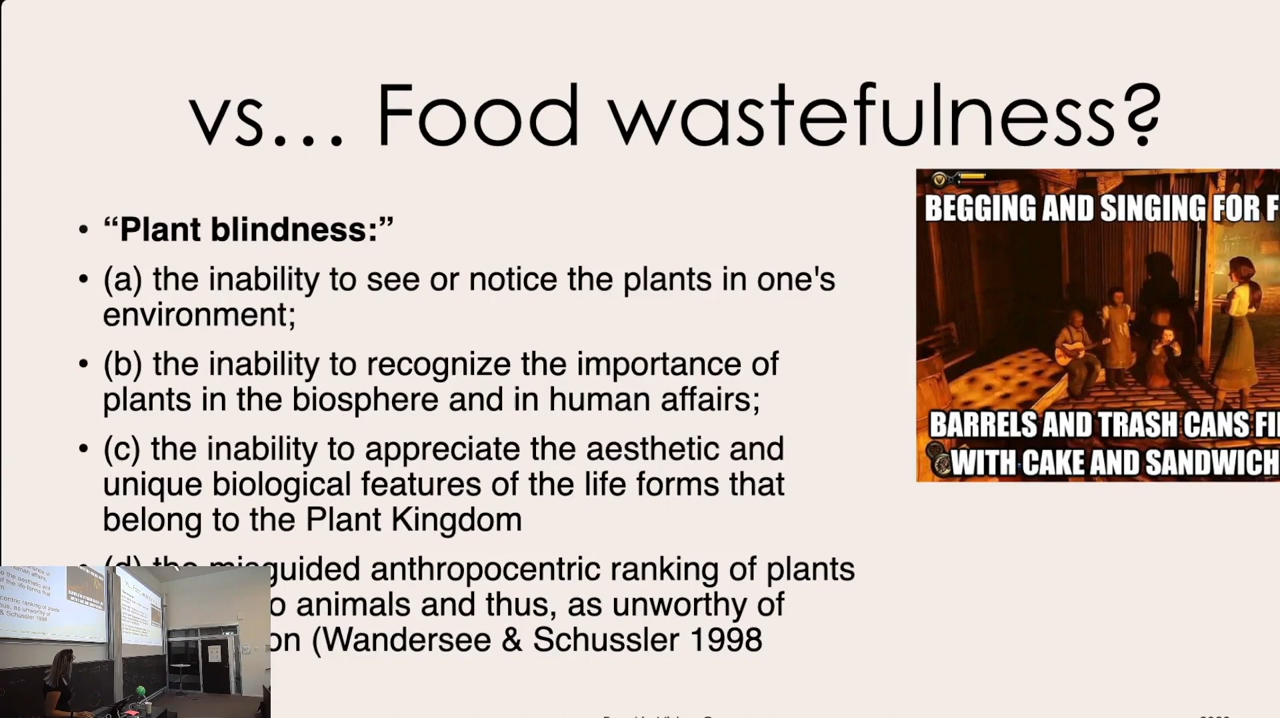 vs... Food wastefulness?
• “Plant blindness:”
• (a) the inability to see or notice the plants in one's
environment;
• (b) the inability to recognize the importance of
plants in the biosphere and in human affairs;
• (c) the inability to appreciate the aesthetic and
unique biological features of the life forms that
belong to the Plant Kingdom
(d) the misguided anthropocentric ranking of plants
animals and thus, as unworthy of
(Wandersee & Schussler 1998
BEGGING AND SINGING FOR
BARRELS AND TRASH CANS
WITH CAKE AND SANDWICH